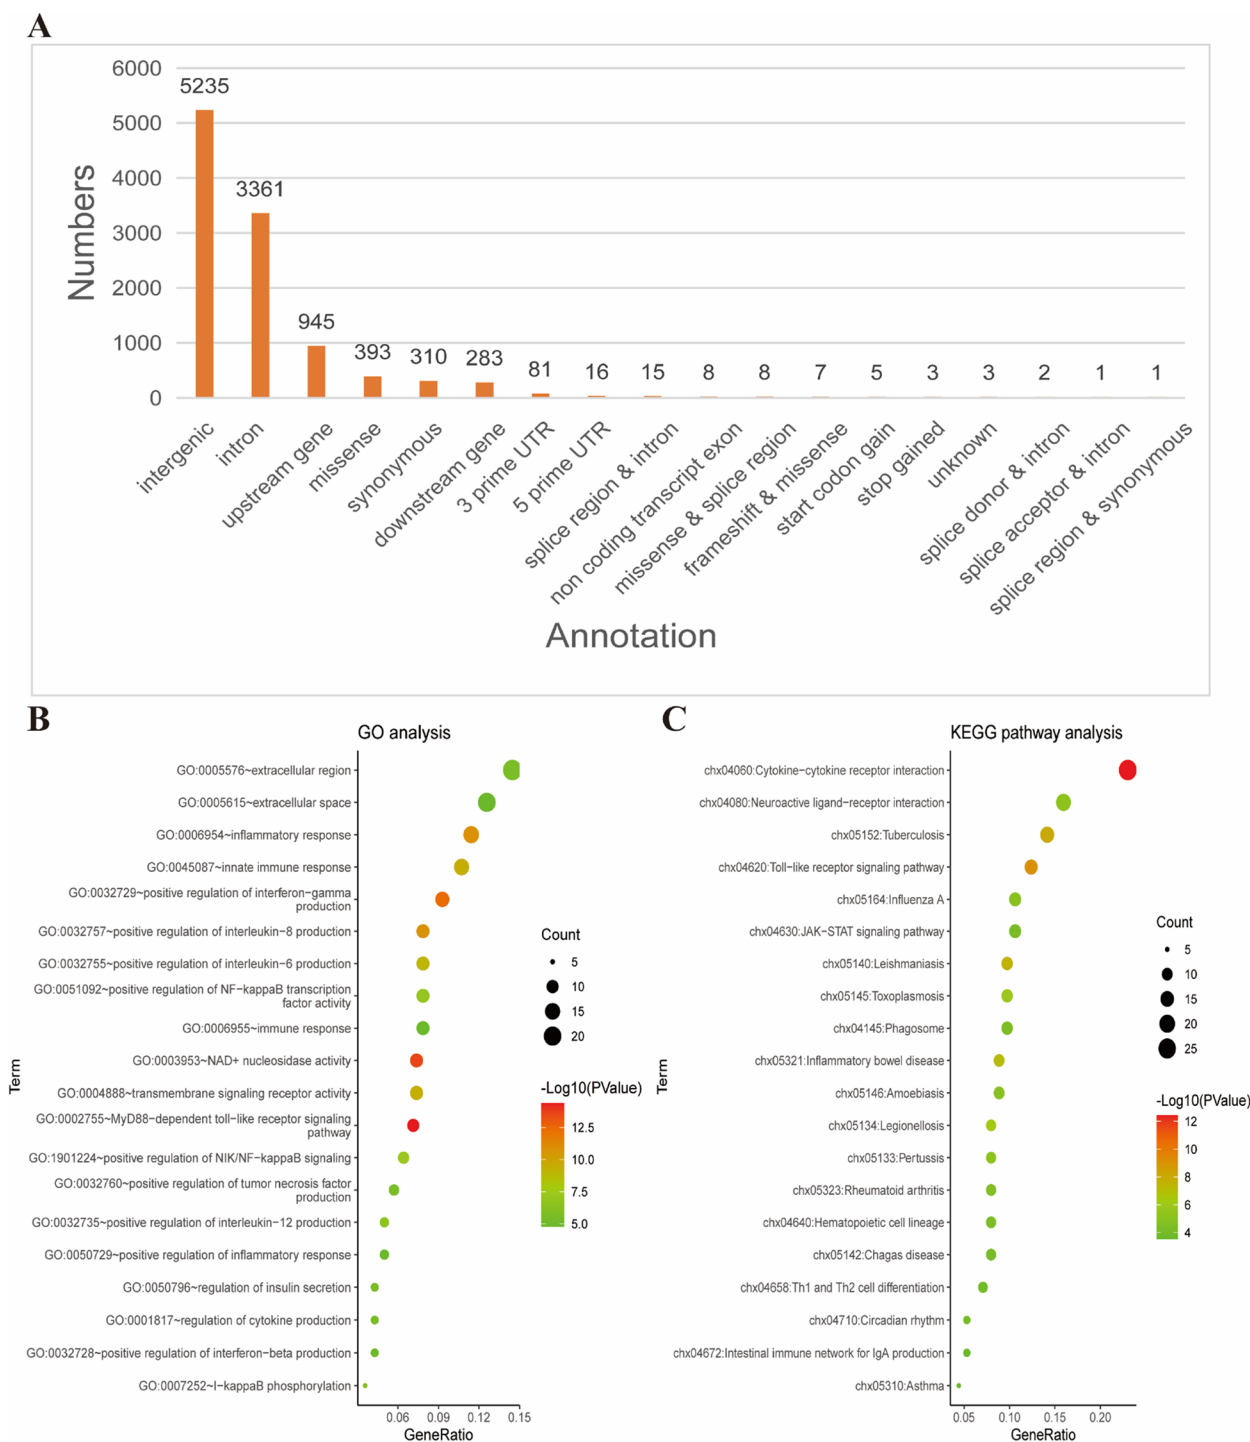 A
6000
5000
4000
3000
2000
1000
0
Numbers
5235
3361
945
393
310
283
81
16
15
8
8
7
5
3
3
2
1
1
intergenic
intron
upstream gene
missense
synonymous
downstream gene
3 prime UTR
5 prime UTR
splice region & intron
non coding transcript exon
missense & splice region
frameshift & missense
start codon gain
stop gained
unknown
splice donor & intron
splice acceptor & intron
splice region & synonymous
Annotation
B
GO analysis
Term
GO:0005576~extracellular region
GO:0005615~extracellular space
GO:0006954~inflammatory response
GO:0045087~innate immune response
GO:0032729~positive regulation of interferon−gamma
production
GO:0032757~positive regulation of interleukin−8 production
GO:0032755~positive regulation of interleukin−6 production
GO:0051092~positive regulation of NF−kappaB transcription
factor activity
GO:0006955~immune response
GO:0003953~NAD+ nucleosidase activity
GO:0004888~transmembrane signaling receptor activity
GO:0002755~MyD88−dependent toll−like receptor signaling
pathway
GO:1901224~positive regulation of NIK/NF−kappaB signaling
GO:0032760~positive regulation of tumor necrosis factor
production
GO:0032735~positive regulation of interleukin−12 production
GO:0050729~positive regulation of inflammatory response
GO:0050796~regulation of insulin secretion
GO:0001817~regulation of cytokine production
GO:0032728~positive regulation of interferon−beta production
GO:0007252~I−kappaB phosphorylation
0.06 0.09 0.12 0.15
GeneRatio
Count
5
10
15
20
-Log10(PValue)
12.5
10.0
7.5
5.0
C
KEGG pathway analysis
Term
chx04060:Cytokine−cytokine receptor interaction
chx04080:Neuroactive ligand−receptor interaction
chx05152:Tuberculosis
chx04620:Toll−like receptor signaling pathway
chx05164:Influenza A
chx04630:JAK−STAT signaling pathway
chx05140:Leishmaniasis
chx05145:Toxoplasmosis
chx04145:Phagosome
chx05321:Inflammatory bowel disease
chx05146:Amoebiasis
chx05134:Legionellosis
chx05133:Pertussis
chx05323:Rheumatoid arthritis
chx04640:Hematopoietic cell lineage
chx05142:Chagas disease
chx04658:Th1 and Th2 cell differentiation
chx04710:Circadian rhythm
chx04672:Intestinal immune network for IgA production
chx05310:Asthma
0.05 0.10 0.15 0.20
GeneRatio
Count
5
10
15
20
25
-Log10(PValue)
12
10
8
6
4